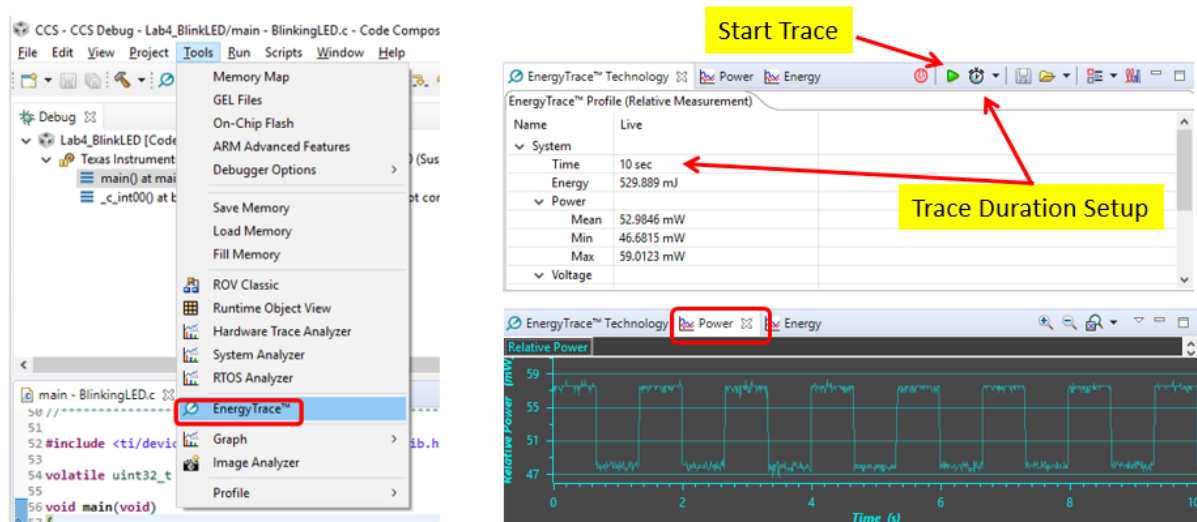 CCS - CCS Debug - Lab4_BlinkLED/main - BlinkingLED.c - Code Compos
File Edit View Project Tools Run Scripts Window Help
Debug
Lab4_BlinkLED [Code
Texas Instrument
0 (Sus
main() at mai
_c_int00() at b
ot cor
Memory Map
GEL Files
On-Chip Flash
ARM Advanced Features
Debugger Options
Save Memory
Load Memory
Fill Memory
ROV Classic
Runtime Object View
Hardware Trace Analyzer
System Analyzer
RTOS Analyzer
EnergyTrace™
Graph
Image Analyzer
Profile
main - BlinkingLED.c
50 //**********************
51
52 #include <ti/devic
ib.h
53
54 volatile uint32_t
55
56 void main(void)
57 {
Start Trace
EnergyTrace™ Technology Power Energy
EnergyTrace™ Profile (Relative Measurement)
Name Live
System
Time 10 sec
Energy 529.889 mJ
Power
Mean 52.9846 mW
Min 46.6815 mW
Max 59.0123 mW
Voltage
Trace Duration Setup
EnergyTrace™ Technology Power Energy
Relative Power
Relative Power (mW)
59
55
51
47
0 2 4 6 8 10
Time (s)